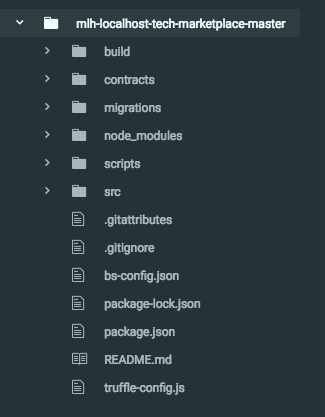 mlh-localhost-tech-marketplace-master
build
contracts
migrations
node_modules
scripts
src
.gitattributes
.gitignore
bs-config.json
package-lock.json
package.json
README.md
truffle-config.js